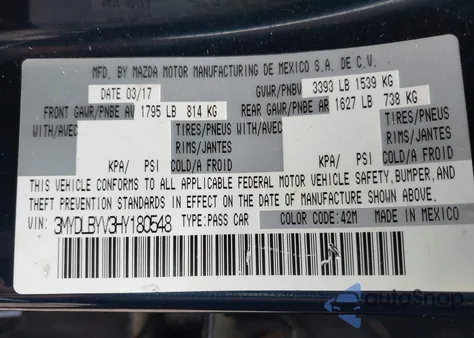 MFD. BY MAZDA MOTOR MANUFACTURING DE MEXICO S.A. DE C.V.
DATE 03/17 GVWR/PNBV 3393 LB 1539 KG
FRONT GAWR/PNBE AV 1795 LB 814 KG REAR GAWR/PNBE AR 1627 LB 738 KG
WITH/AVEC TIRES/PNEUS WITH/AVEC TIRES/PNEUS
RIMS/JANTES RIMS/JANTES
KPA/ PSI COLD/A FROID KPA/ PSI COLD/A FROID
THIS VEHICLE CONFORMS TO ALL APPLICABLE FEDERAL MOTOR VEHICLE SAFETY, BUMPER, AND
THEFT PREVENTION STANDARDS IN EFFECT ON THE DATE OF MANUFACTURE SHOWN ABOVE.
VIN: 3MYDLBYV3HY180548 TYPE:PASS CAR COLOR CODE:42M MADE IN MEXICO
autoSnap